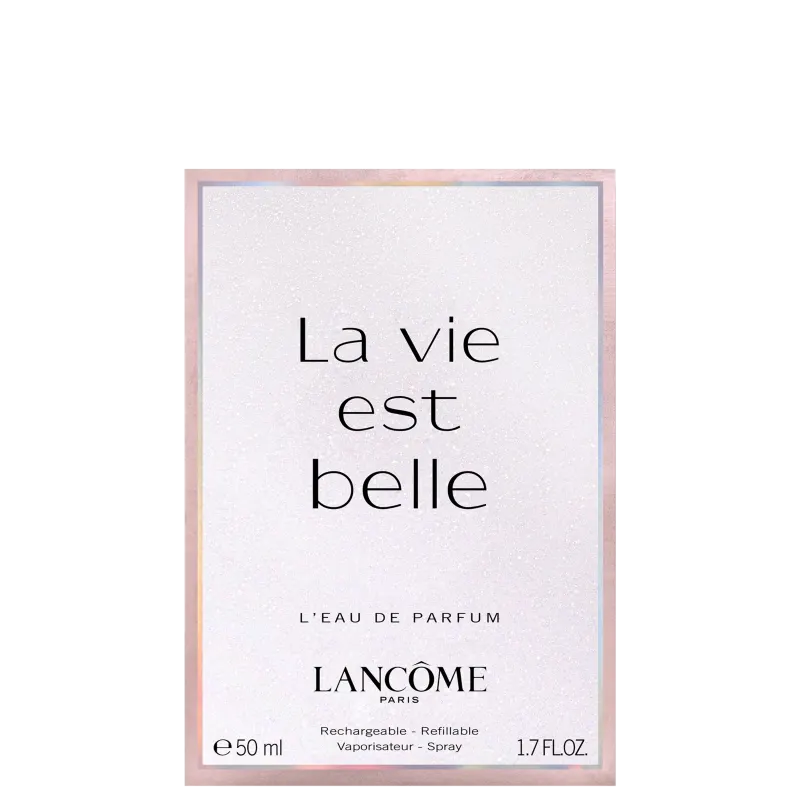 La vie
est
belle
L'EAU DE PARFUM
LANCÔME
PARIS
Rechargeable - Refillable
Vaporisateur - Spray
℮ 50 ml
1.7 FL.OZ.